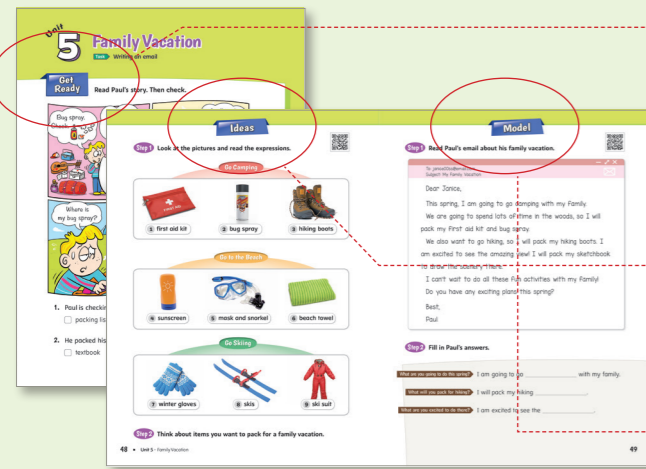 Unit
5
Family Vacation
Task Writing an email
Get
Ready
Read Paul's story. Then check.
Bug spray.
Check.
Where is
my bug spray?
1. Paul is checkin
packing lis
2. He packed his
textbook
Ideas
Step 1 Look at the pictures and read the expressions.
Go Camping
1 first aid kit
2 bug spray
3 hiking boots
Go to the Beach
4 sunscreen
5 mask and snorkel
6 beach towel
Go Skiing
7 winter gloves
8 skis
9 ski suit
Step 2 Think about items you want to pack for a family vacation.
48 • Unit 5 - Family Vacation
Model
Step 1 Read Paul's email about his family vacation.
Subject: My Family Vacation
Dear Janice,
This spring, I am going to go camping with my family.
We are going to spend lots of time in the woods, so I will
pack my first aid kit and bug spray.
We also want to go hiking, so I will pack my hiking boots. I
am excited to see the amazing view! I will pack my sketchbook
to draw the scenery there.
I can't wait to do all these fun activities with my family!
Do you have any exciting plans this spring?
Best,
Paul
Step 2 Fill in Paul's answers.
What are you going to do this spring? I am going to go ________ with my family.
What will you pack for hiking? I will pack my hiking ________.
What are you excited to do there? I am excited to see the ________.
49